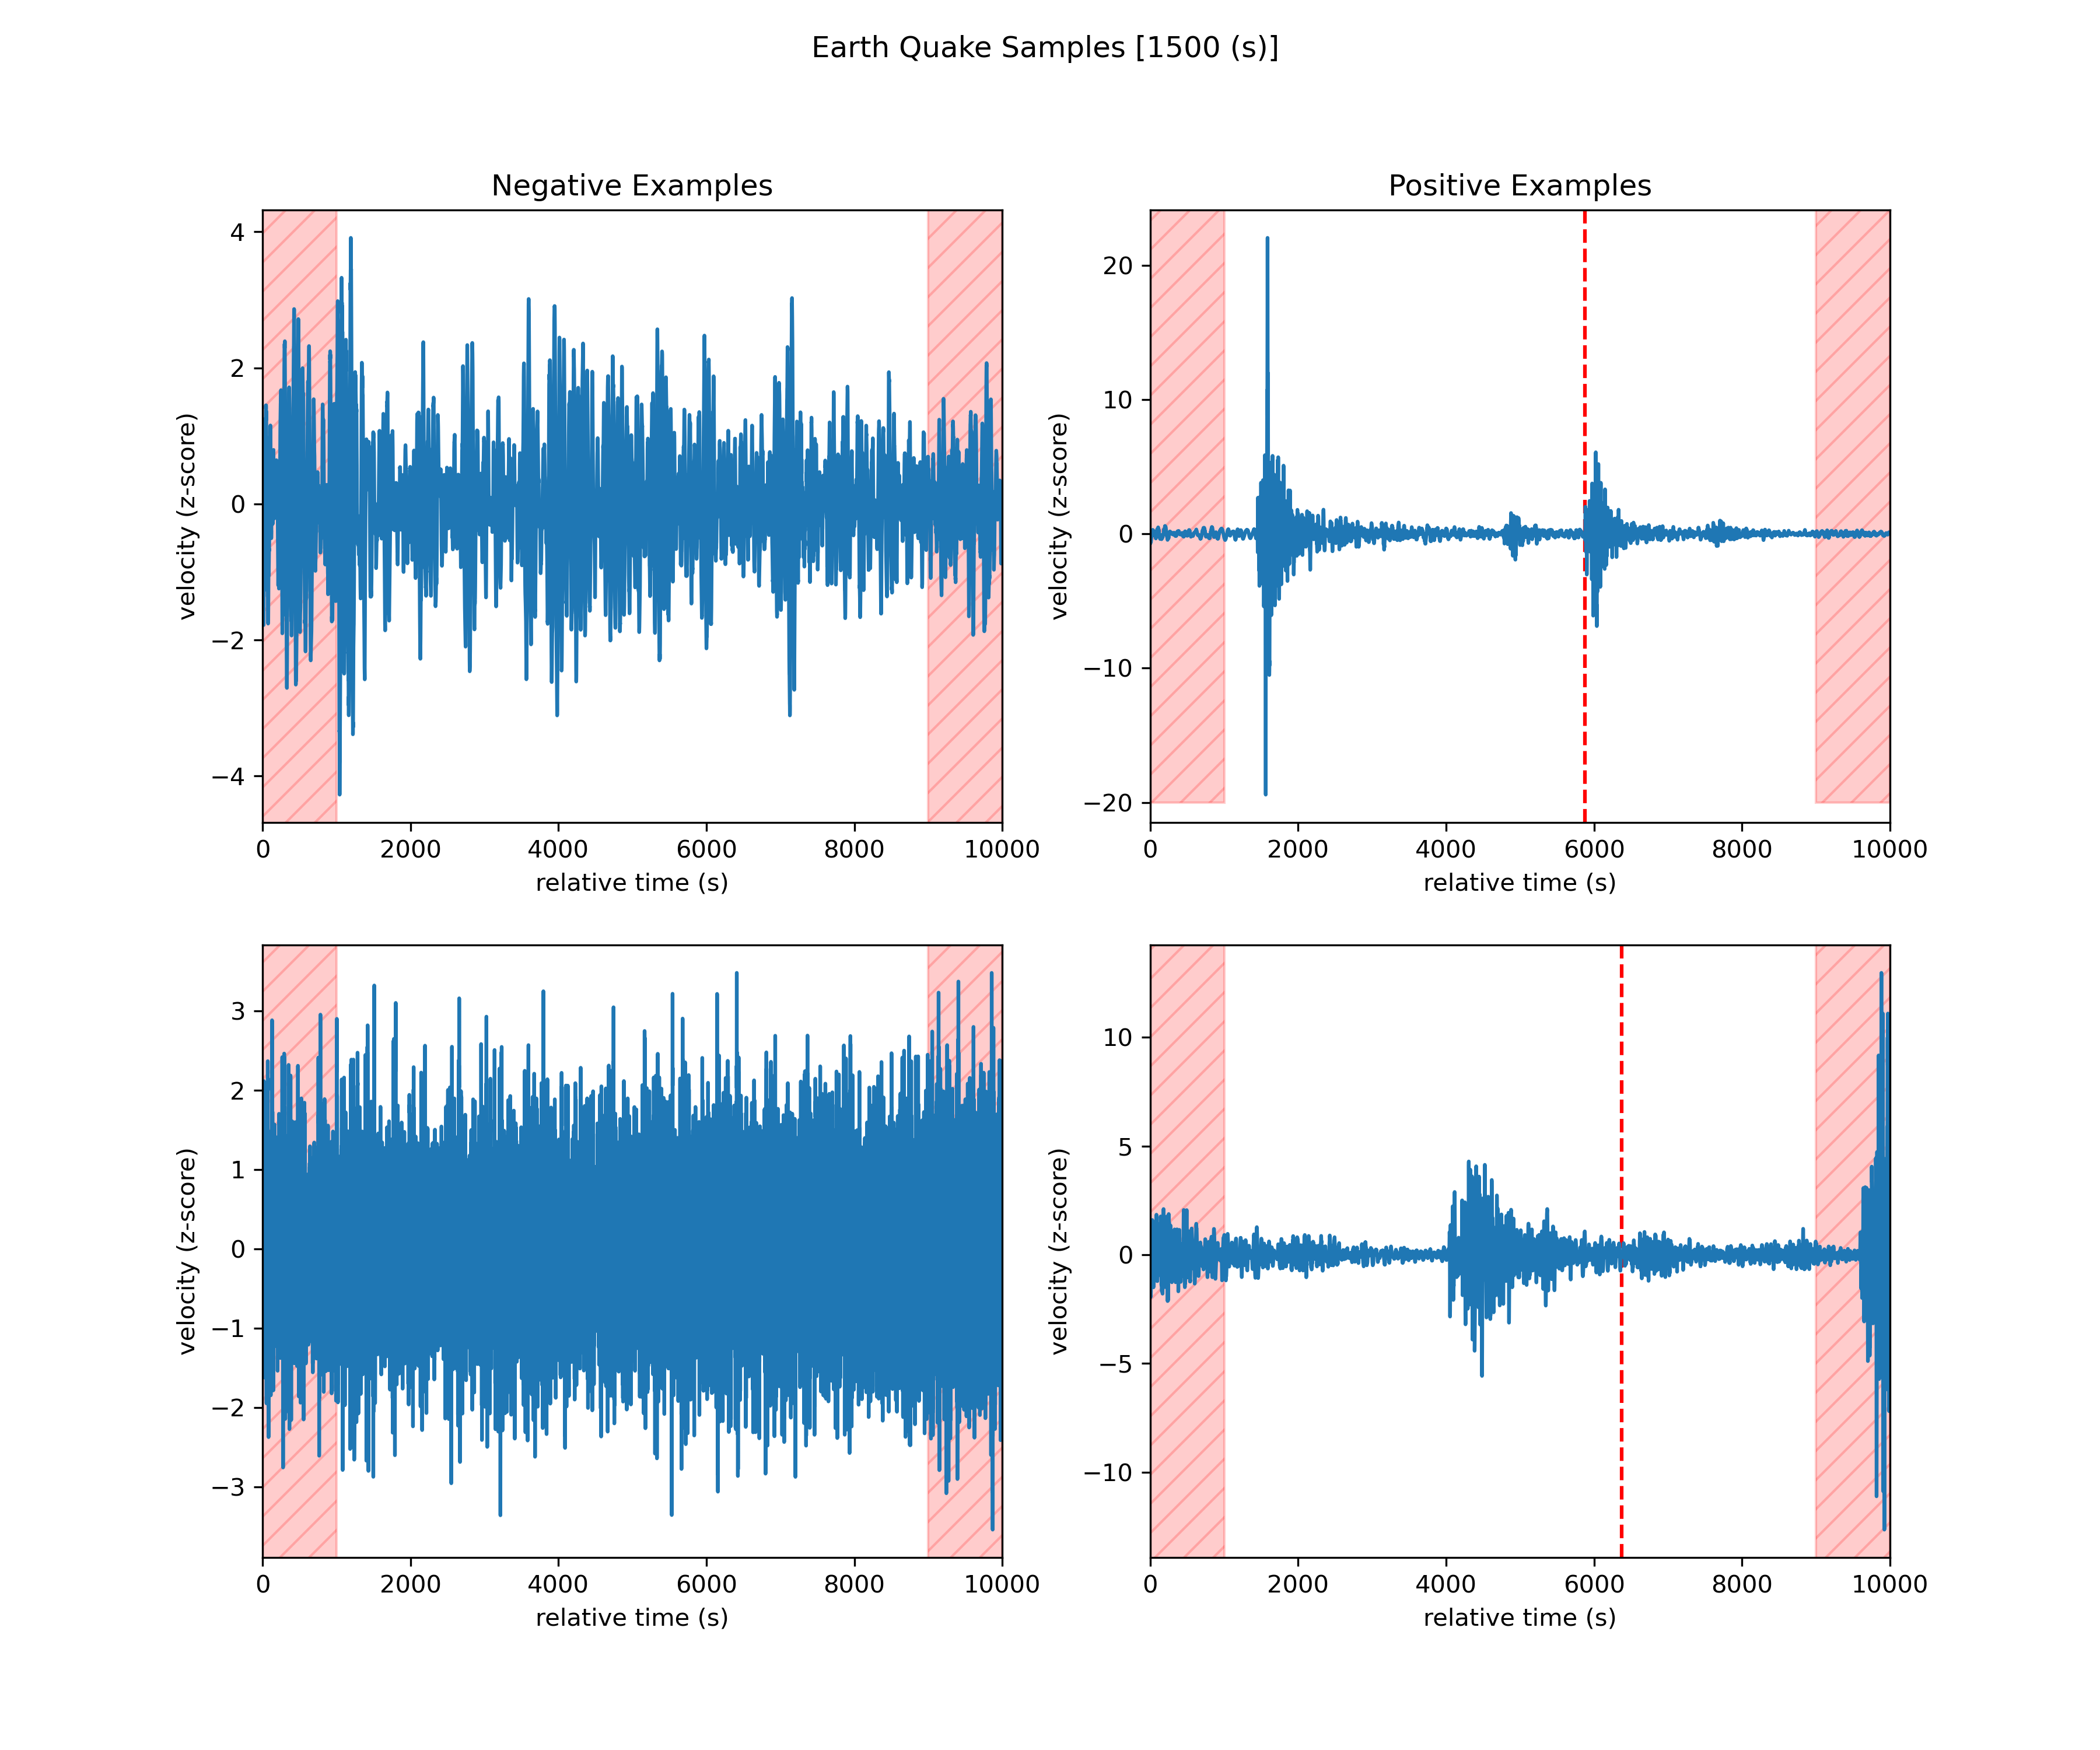 Earth Quake Samples [1500 (s)]
Negative Examples
velocity (z-score)
4
2
0
−2
−4
0 2000 4000 6000 8000 10000
relative time (s)
Positive Examples
velocity (z-score)
20
10
0
−10
−20
0 2000 4000 6000 8000 10000
relative time (s)
velocity (z-score)
3
2
1
0
−1
−2
−3
0 2000 4000 6000 8000 10000
relative time (s)
velocity (z-score)
10
5
0
−5
−10
0 2000 4000 6000 8000 10000
relative time (s)